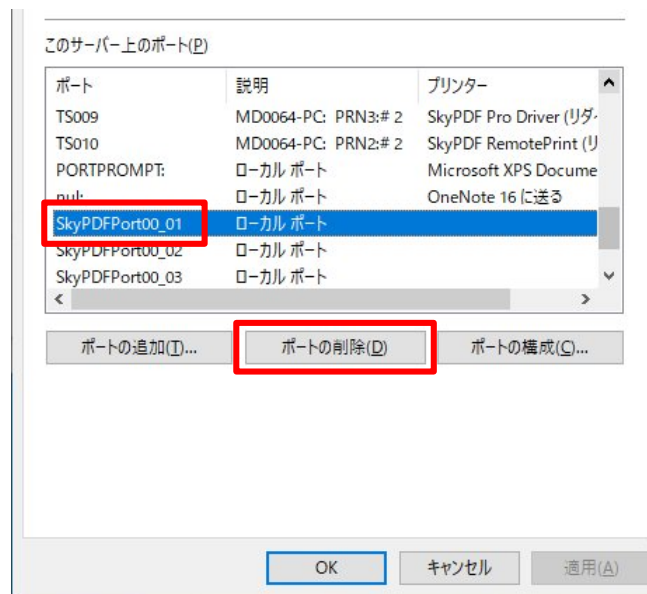 このサーバー上のポート(P)
ポート 説明 プリンター
TS009 MD0064-PC: PRN3:# 2 SkyPDF Pro Driver (リダ
TS010 MD0064-PC: PRN2:# 2 SkyPDF RemotePrint (リ
PORTPROMPT: ローカル ポート Microsoft XPS Docume
nul: ローカル ポート OneNote 16 に送る
SkyPDFPort00_01 ローカル ポート
SkyPDFPort00_02 ローカル ポート
SkyPDFPort00_03 ローカル ポート
ポートの追加(T)... ポートの削除(D) ポートの構成(C)...
OK キャンセル 適用(A)